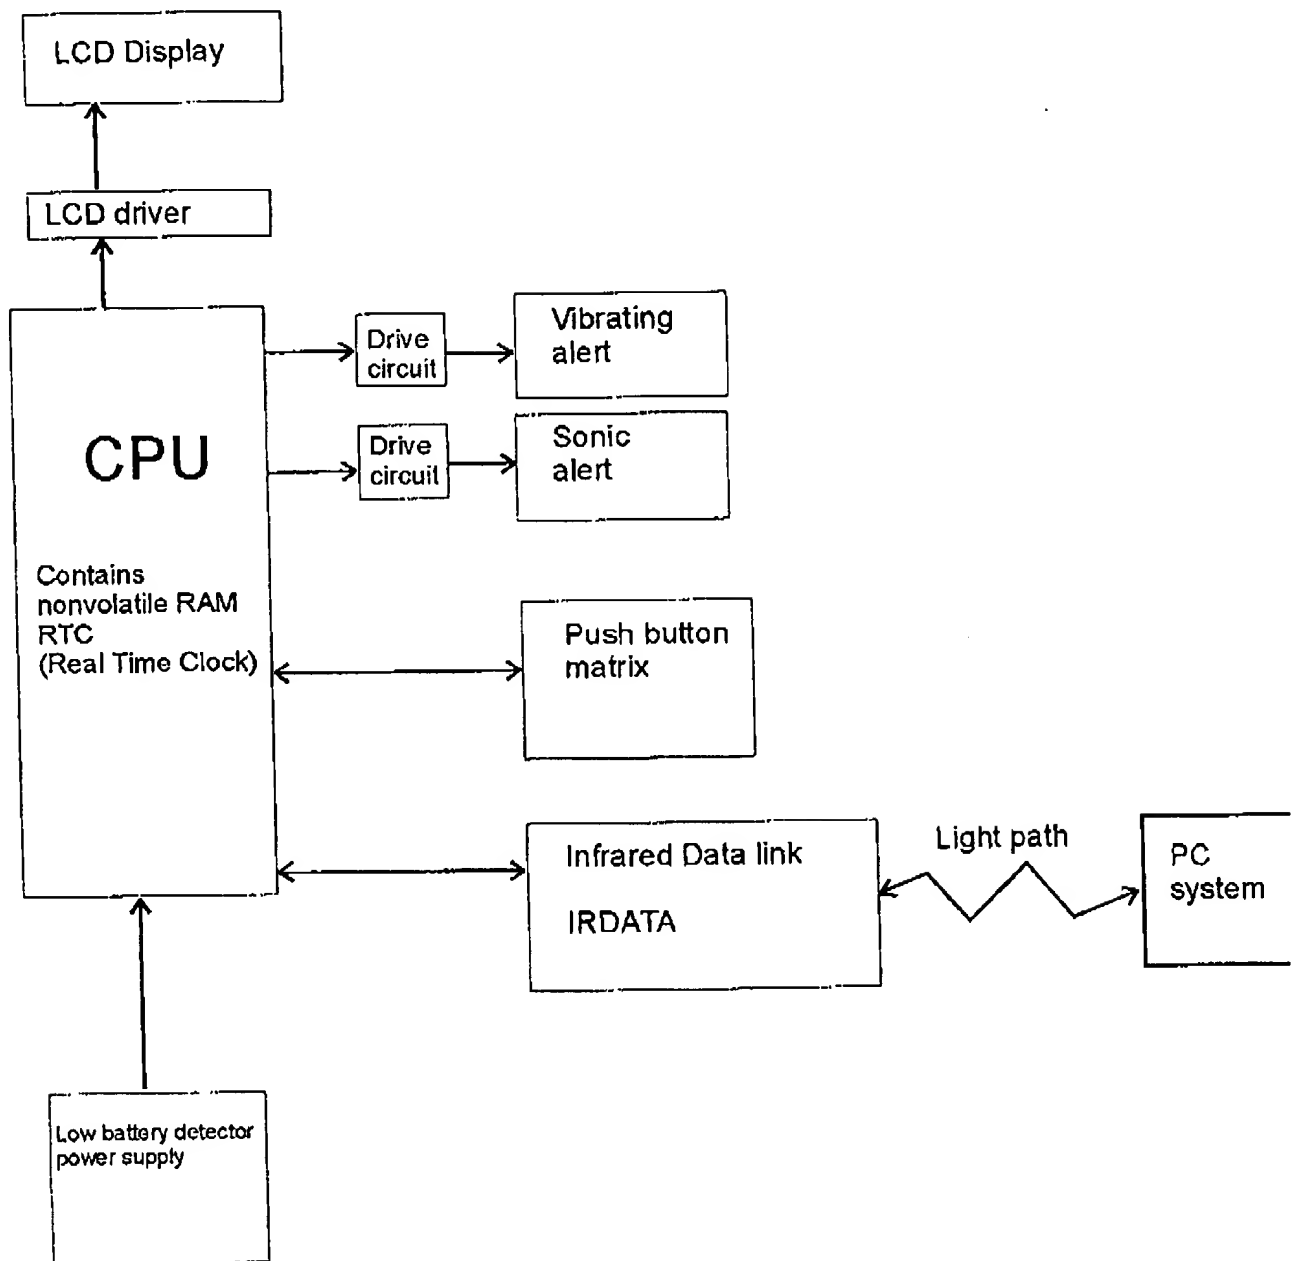 LCD Display
LCD driver
Drive
circuit
Vibrating
alert
CPU
Drive
circuit
Sonic
alert
Contains
nonvolatile RAM
RTC
(Real Time Clock)
Push button
matrix
Infrared Data link
IRDATA
Light path
PC
system
Low battery detector
power supply